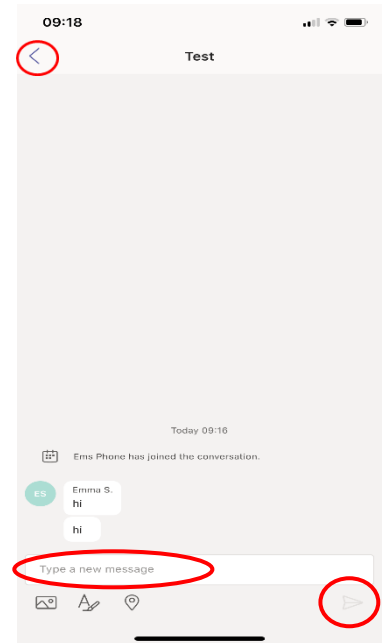 09:18
Test
Today 09:16
Ems Phone has joined the conversation.
ES
Emma S.
hi
hi
Type a new message